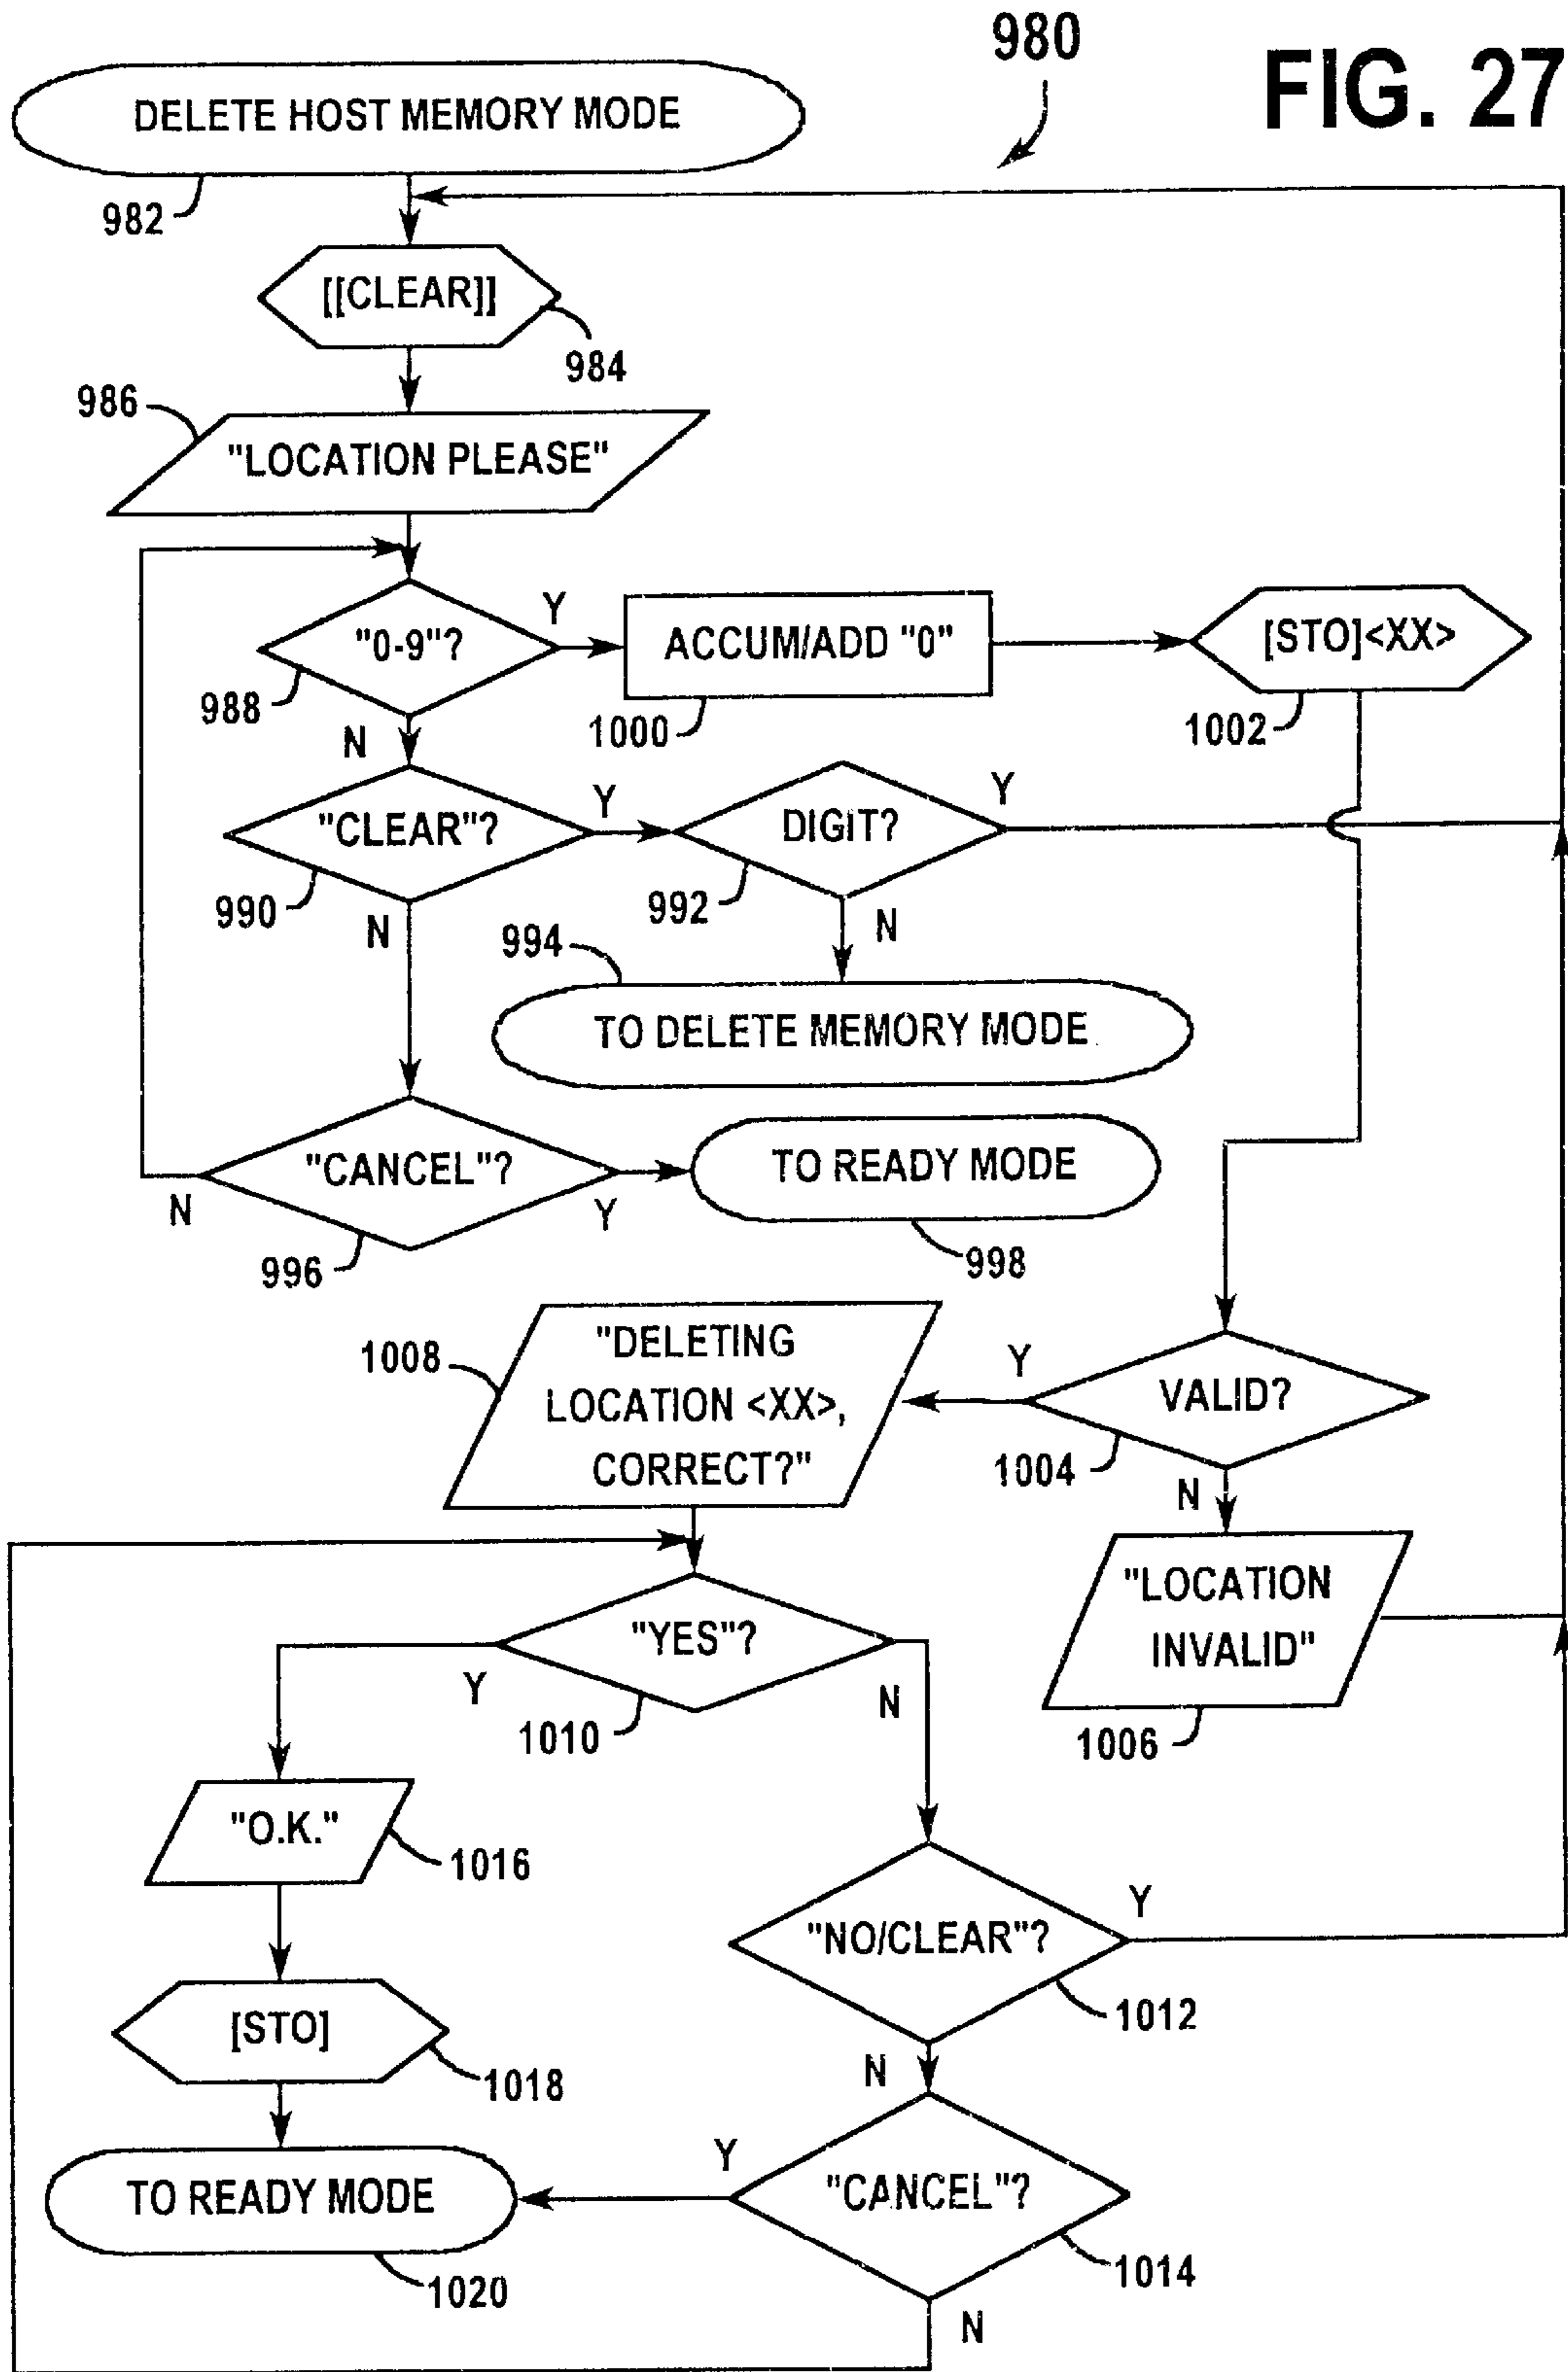 980
FIG. 27
DELETE HOST MEMORY MODE
982
[[CLEAR]]
984
986
"LOCATION PLEASE"
"0-9"?
Y
988
N
ACCUM/ADD "0"
1000
[STO]<XX>
1002
"CLEAR"?
Y
990
N
DIGIT?
Y
992
N
994
TO DELETE MEMORY MODE
"CANCEL"?
N
Y
996
TO READY MODE
998
1008
"DELETING
LOCATION <XX>,
CORRECT?"
Y
VALID?
1004
N
"LOCATION
INVALID"
1006
"YES"?
Y
N
1010
"O.K."
1016
"NO/CLEAR"?
Y
1012
N
[STO]
1018
TO READY MODE
1020
Y
"CANCEL"?
1014
N